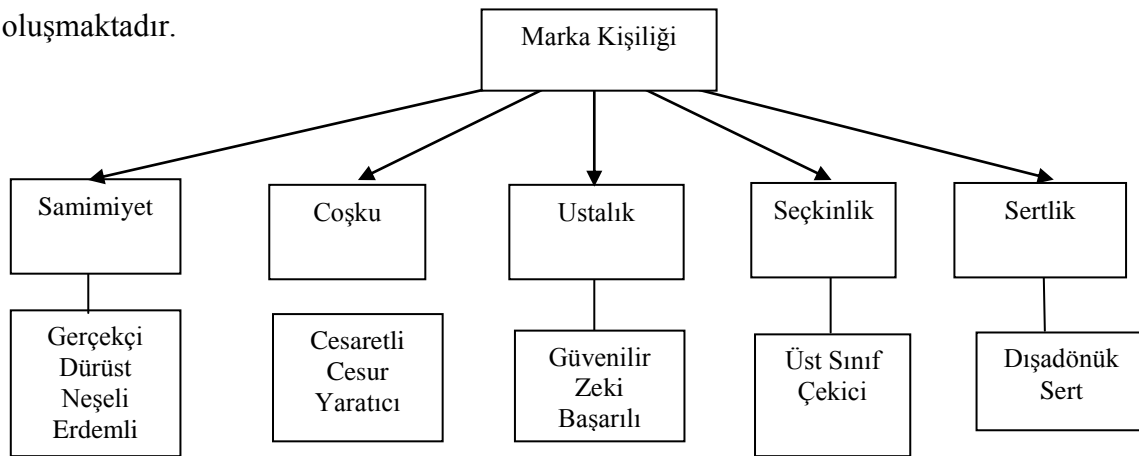 oluşmaktadır.
Marka Kişiliği
Samimiyet
Coşku
Ustalık
Seçkinlik
Sertlik
Gerçekçi
Dürüst
Neşeli
Erdemli
Cesaretli
Cesur
Yaratıcı
Güvenilir
Zeki
Başarılı
Üst Sınıf
Çekici
Dışadönük
Sert